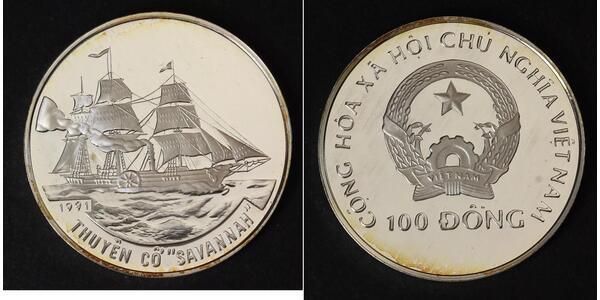 1991
THUYỀN CỔ "SAVANNAH"
CỘNG HÒA XÃ HỘI CHỦ NGHĨA VIỆT NAM
VIỆT NAM
100 ĐỒNG